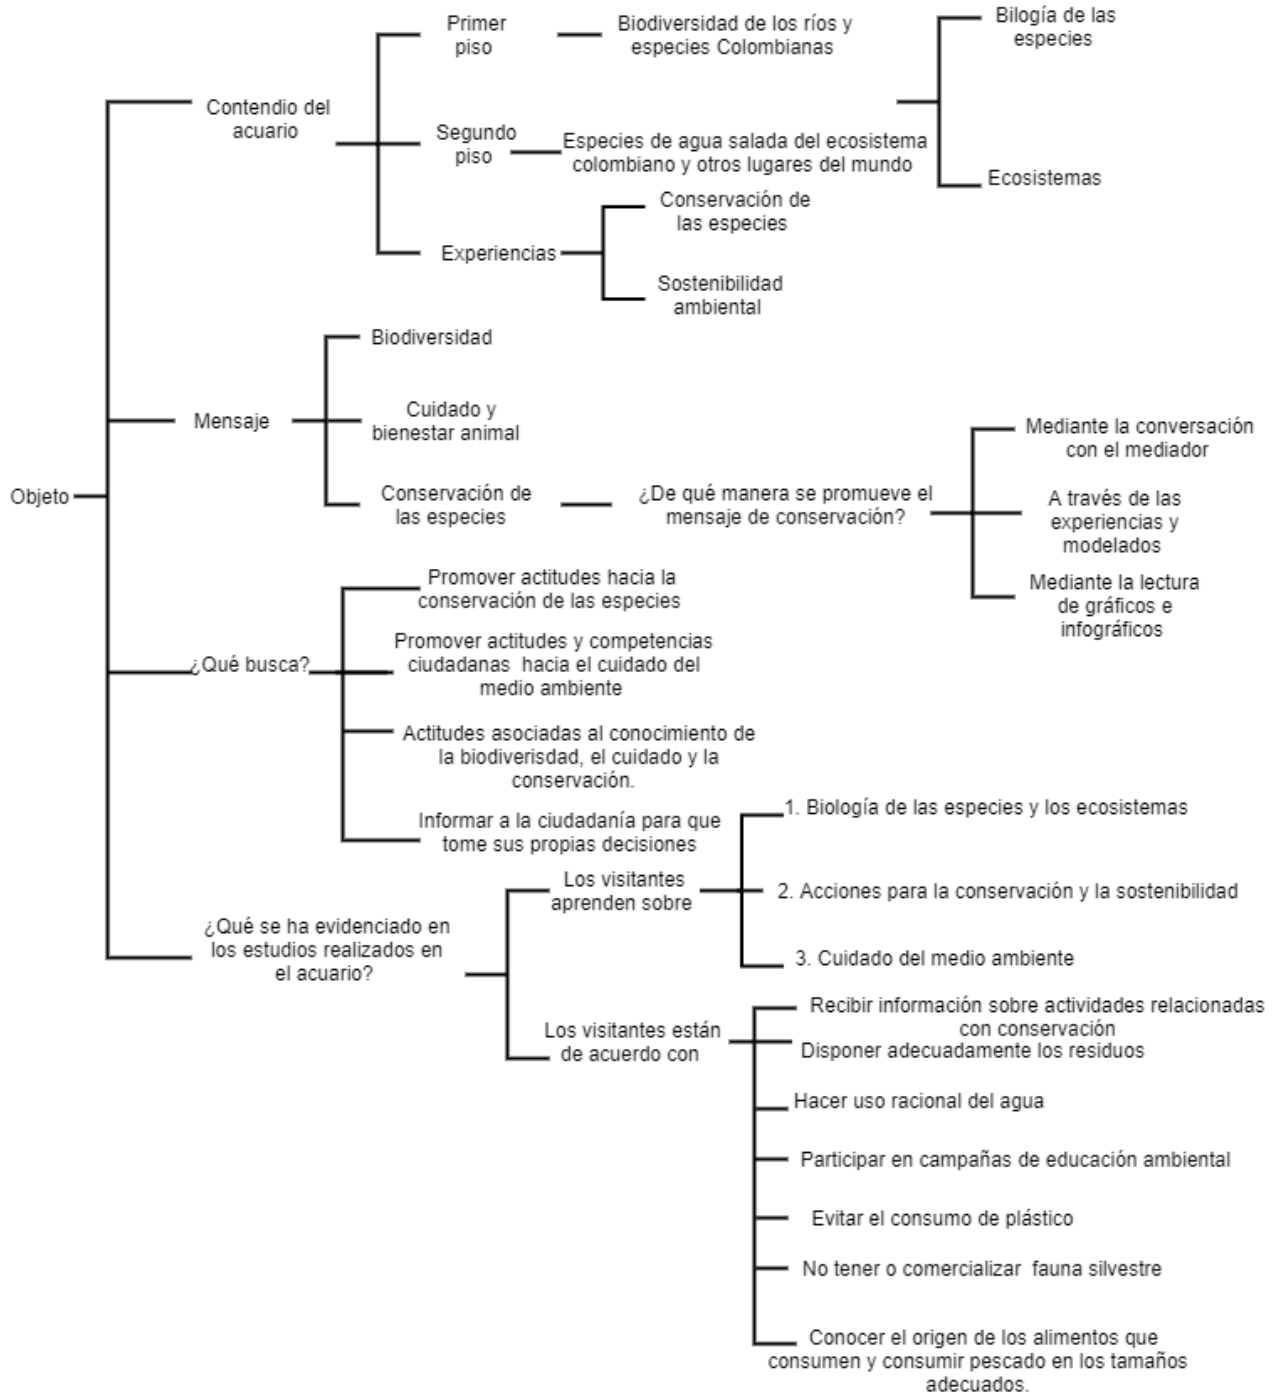 Objeto
Contendio del
acuario
Primer
piso
Biodiversidad de los ríos y
especies Colombianas
Segundo
piso
Especies de agua salada del ecosistema
colombiano y otros lugares del mundo
Bilogía de las
especies
Ecosistemas
Experiencias
Conservación de
las especies
Sostenibilidad
ambiental
Mensaje
Biodiversidad
Cuidado y
bienestar animal
Conservación de
las especies
¿De qué manera se promueve el
mensaje de conservación?
Mediante la conversación
con el mediador
A través de las
experiencias y
modelados
Mediante la lectura
de gráficos e
infográficos
¿Qué busca?
Promover actitudes hacia la
conservación de las especies
Promover actitudes y competencias
ciudadanas  hacia el cuidado del
medio ambiente
Actitudes asociadas al conocimiento de
la biodiverisdad, el cuidado y la
conservación.
Informar a la ciudadanía para que
tome sus propias decisiones
¿Qué se ha evidenciado en
los estudios realizados en
el acuario?
Los visitantes
aprenden sobre
1. Biología de las especies y los ecosistemas
2. Acciones para la conservación y la sostenibilidad
3. Cuidado del medio ambiente
Los visitantes están
de acuerdo con
Recibir información sobre actividades relacionadas
con conservación
Disponer adecuadamente los residuos
Hacer uso racional del agua
Participar en campañas de educación ambiental
Evitar el consumo de plástico
No tener o comercializar  fauna silvestre
Conocer el origen de los alimentos que
consumen y consumir pescado en los tamaños
adecuados.